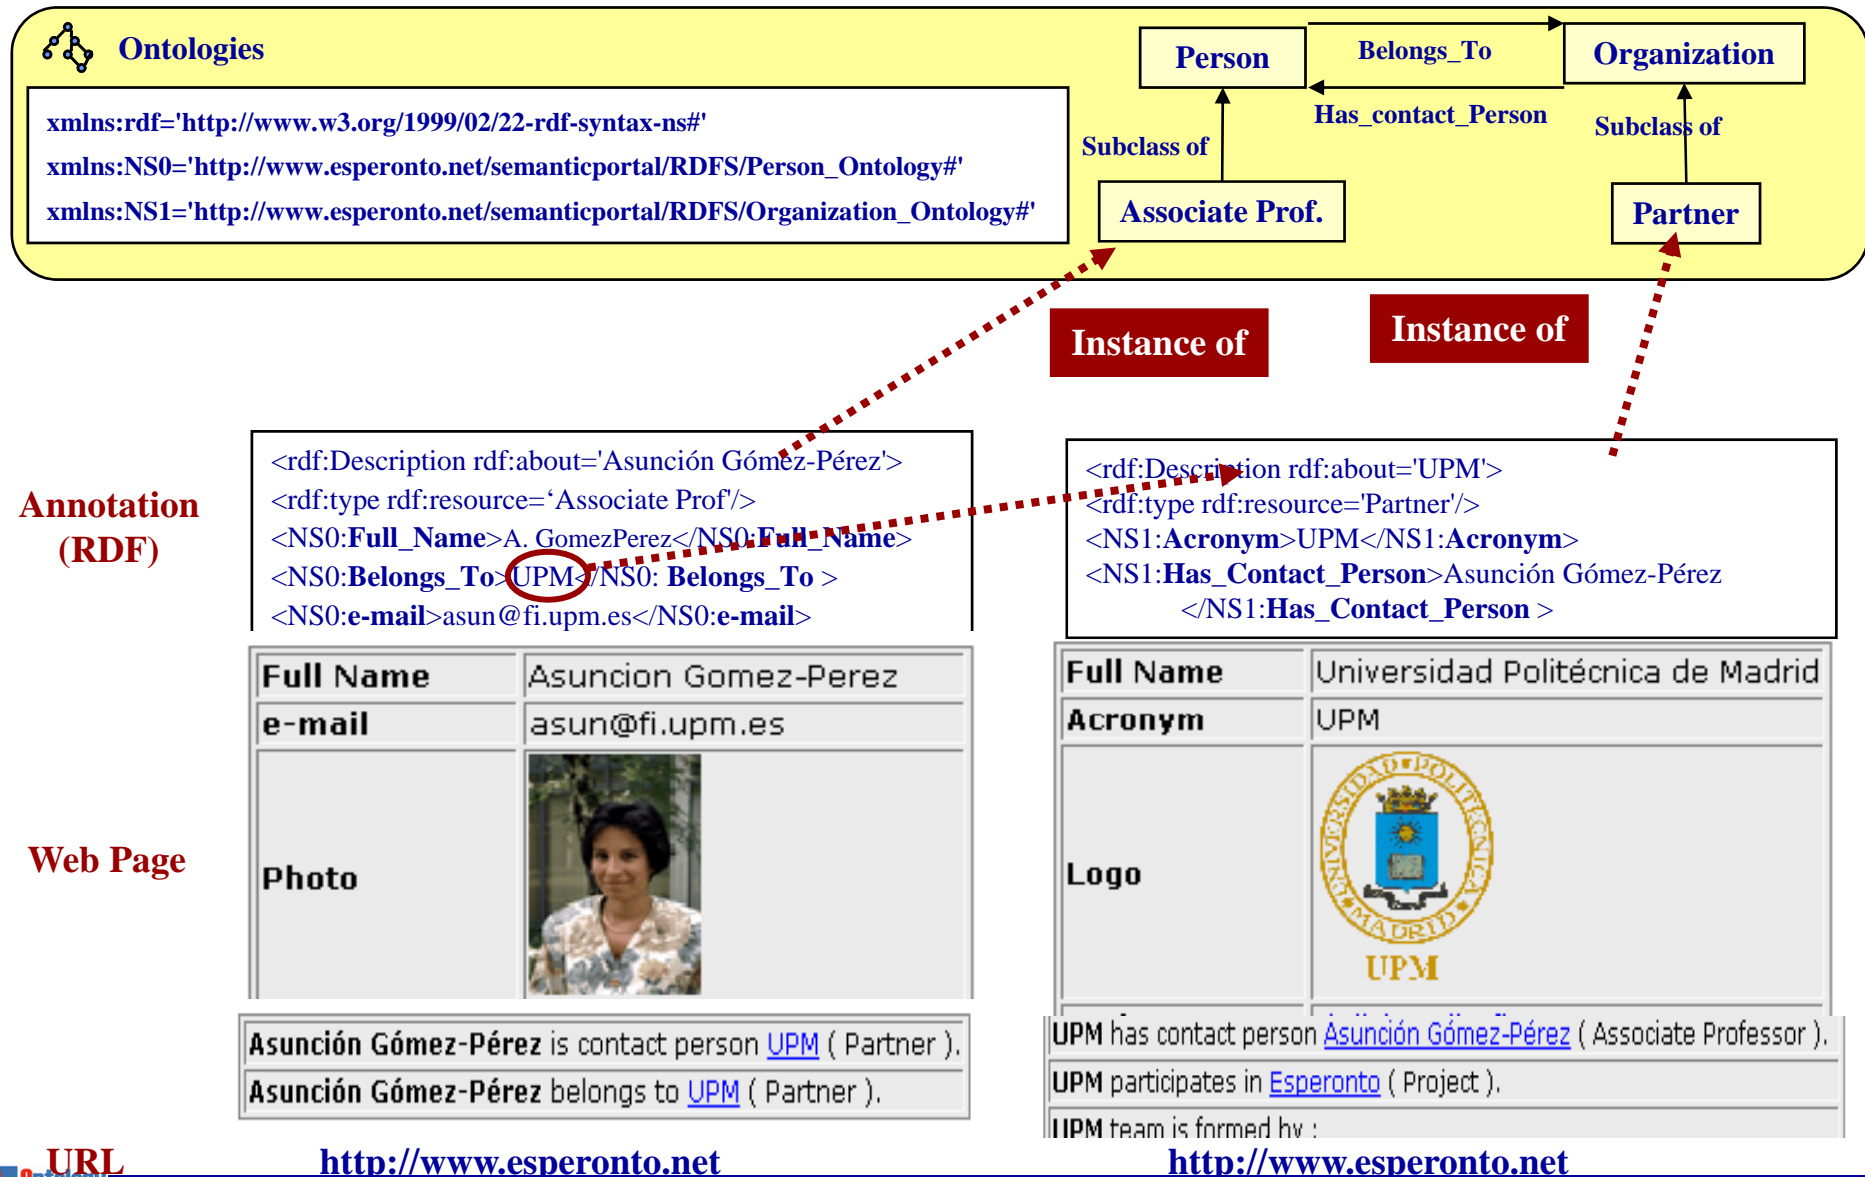 Ontologies
xmlns:rdf='http://www.w3.org/1999/02/22-rdf-syntax-ns#'
xmlns:NS0='http://www.esperonto.net/semanticportal/RDFS/Person_Ontology#'
xmlns:NS1='http://www.esperonto.net/semanticportal/RDFS/Organization_Ontology#'
Person
Belongs_To
Organization
Has_contact_Person
Subclass of
Subclass of
Associate Prof.
Partner
Instance of
Instance of
Annotation
(RDF)
<rdf:Description rdf:about='Asunción Gómez-Pérez'>
<rdf:type rdf:resource=‘Associate Prof'/>
<NS0:Full_Name>A. GomezPerez</NS0:Full_Name>
<NS0:Belongs_To>UPM</NS0: Belongs_To >
<NS0:e-mail>asun@fi.upm.es</NS0:e-mail>
<rdf:Description rdf:about='UPM'>
<rdf:type rdf:resource='Partner'/>
<NS1:Acronym>UPM</NS1:Acronym>
<NS1:Has_Contact_Person>Asunción Gómez-Pérez
</NS1:Has_Contact_Person >
Web Page
Full Name Asuncion Gomez-Perez
e-mail asun@fi.upm.es
Photo
Asunción Gómez-Pérez is contact person UPM ( Partner ).
Asunción Gómez-Pérez belongs to UPM ( Partner ).
Full Name Universidad Politécnica de Madrid
Acronym UPM
Logo
UNIVERSIDAD POLITECNICA
MADRID
UPM
UPM has contact person Asunción Gómez-Pérez ( Associate Professor ).
UPM participates in Esperonto ( Project ).
UPM team is formed by :
URL
http://www.esperonto.net
http://www.esperonto.net
Ontology